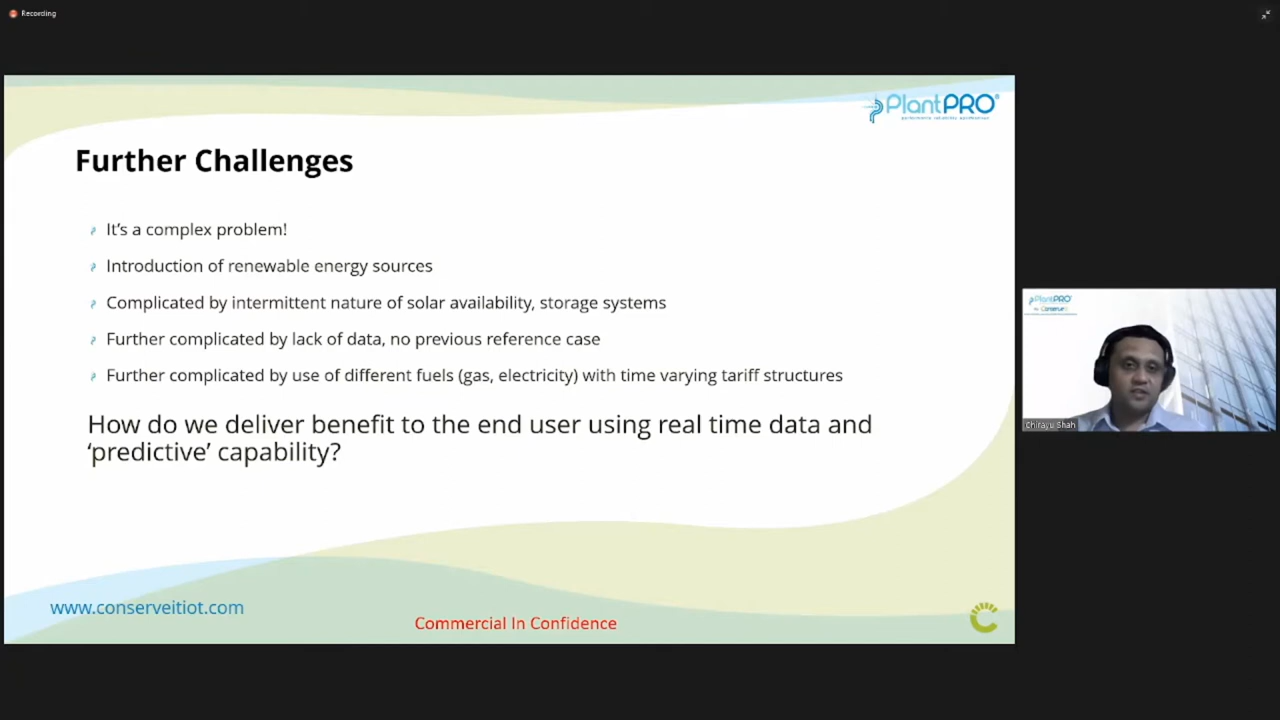 Recording
PlantPRO®
Further Challenges
It's a complex problem!
Introduction of renewable energy sources
Complicated by intermittent nature of solar availability, storage systems
Further complicated by lack of data, no previous reference case
Further complicated by use of different fuels (gas, electricity) with time varying tariff structures
How do we deliver benefit to the end user using real time data and
‘predictive’ capability?
www.conserveitiot.com
Commercial In Confidence
PlantPRO
Chirayu Shah